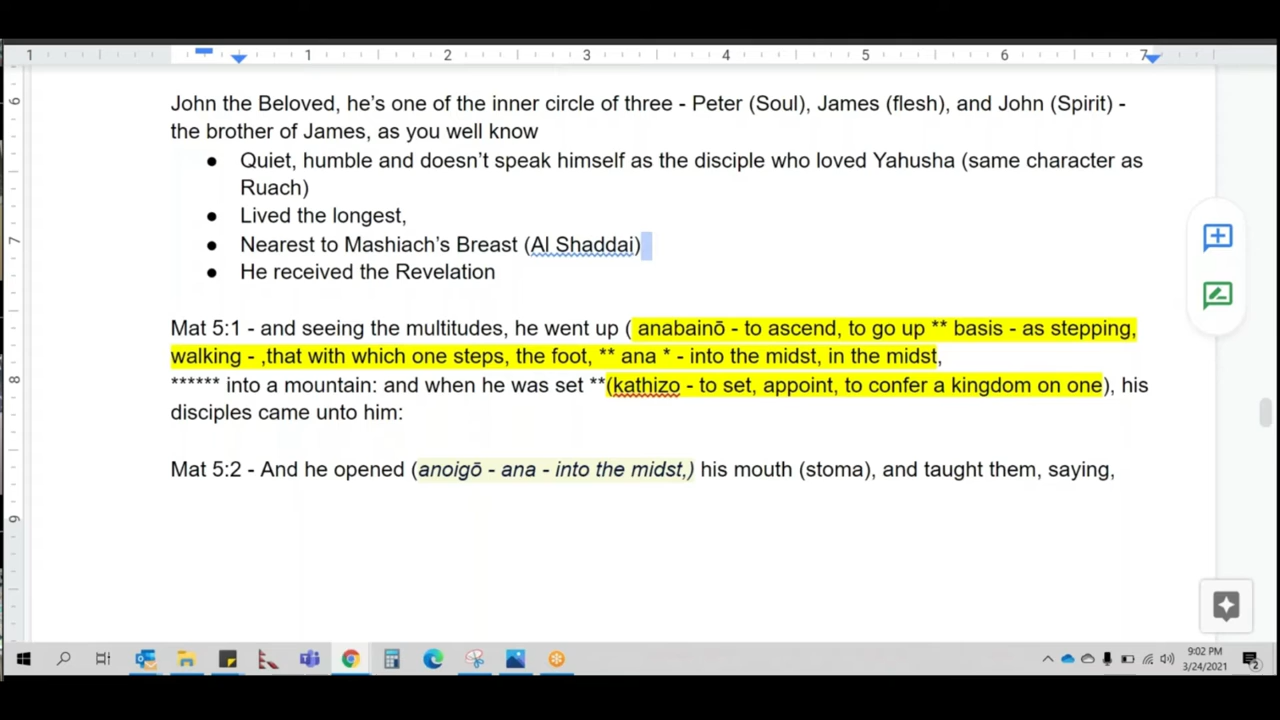 1 1 2 3 4 5 6 7
6
John the Beloved, he’s one of the inner circle of three - Peter (Soul), James (flesh), and John (Spirit) -
the brother of James, as you well know
● Quiet, humble and doesn’t speak himself as the disciple who loved Yahusha (same character as
Ruach)
● Lived the longest,
● Nearest to Mashiach’s Breast (Al Shaddai)
7
● He received the Revelation
Mat 5:1 - and seeing the multitudes, he went up ( anabainō - to ascend, to go up ** basis - as stepping,
walking - ,that with which one steps, the foot, ** ana * - into the midst, in the midst,
8
****** into a mountain: and when he was set **(kathizo - to set, appoint, to confer a kingdom on one), his
disciples came unto him:
Mat 5:2 - And he opened (anoigō - ana - into the midst,) his mouth (stoma), and taught them, saying,
9
9:02 PM
3/24/2021
2